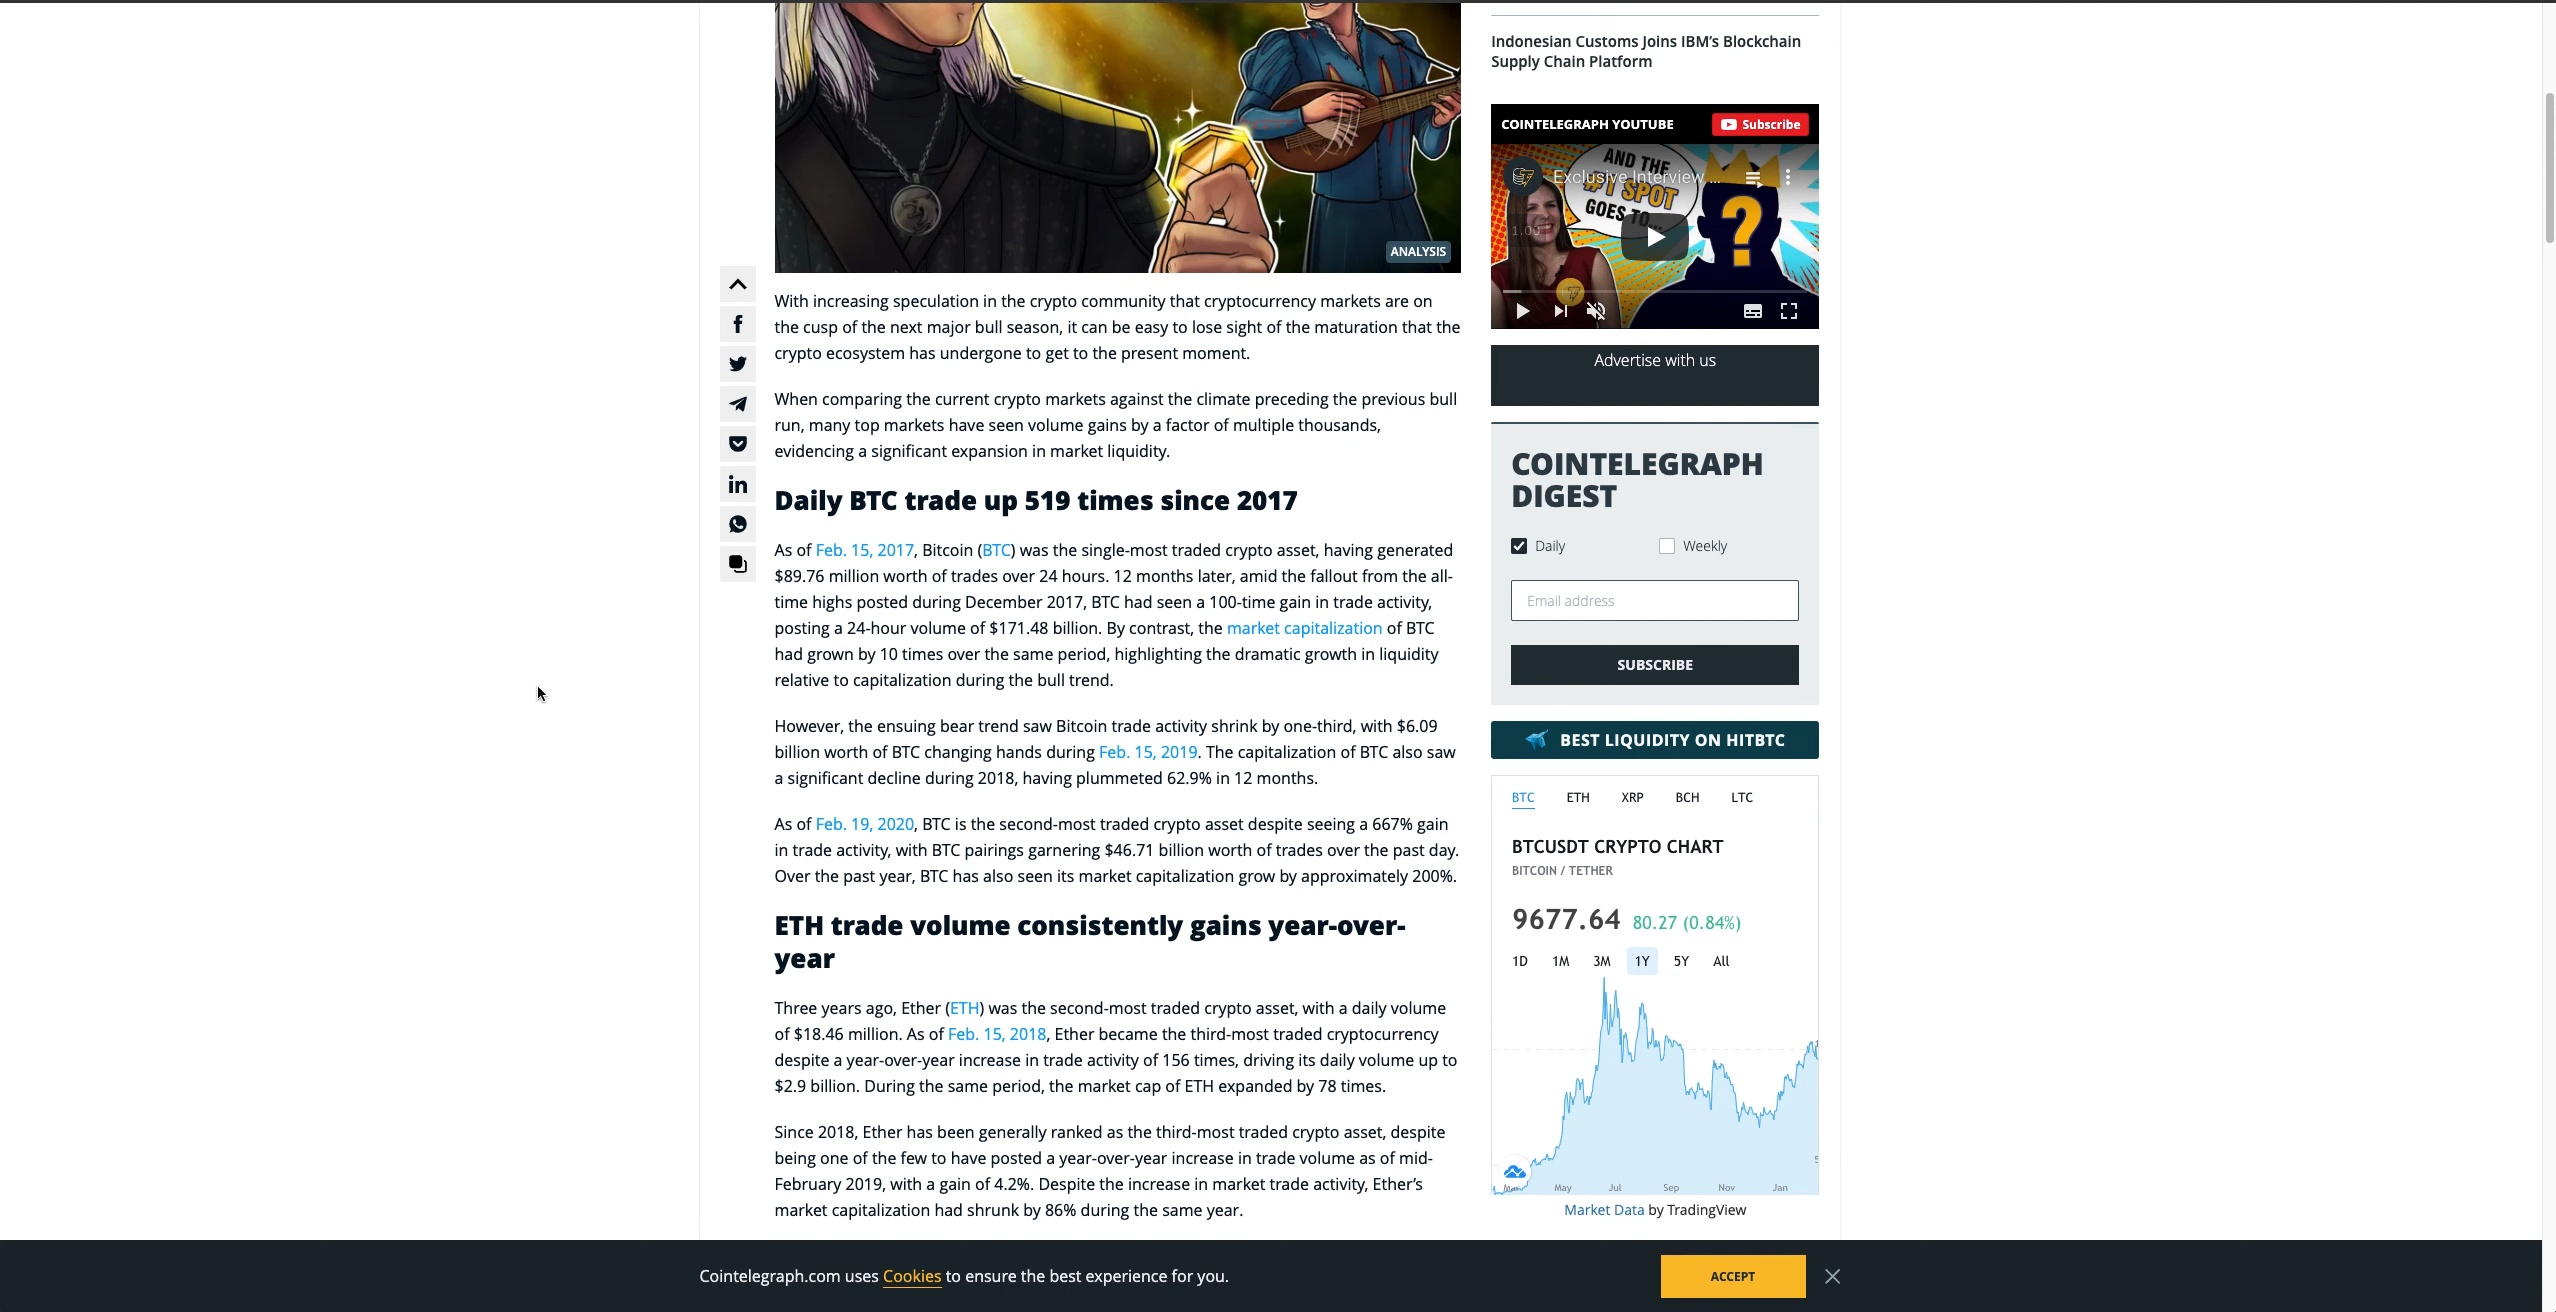 ANALYSIS
With increasing speculation in the crypto community that cryptocurrency markets are on
the cusp of the next major bull season, it can be easy to lose sight of the maturation that the
crypto ecosystem has undergone to get to the present moment.
When comparing the current crypto markets against the climate preceding the previous bull
run, many top markets have seen volume gains by a factor of multiple thousands,
evidencing a significant expansion in market liquidity.
Daily BTC trade up 519 times since 2017
As of Feb. 15, 2017, Bitcoin (BTC) was the single-most traded crypto asset, having generated
$89.76 million worth of trades over 24 hours. 12 months later, amid the fallout from the all-
time highs posted during December 2017, BTC had seen a 100-time gain in trade activity,
posting a 24-hour volume of $171.48 billion. By contrast, the market capitalization of BTC
had grown by 10 times over the same period, highlighting the dramatic growth in liquidity
relative to capitalization during the bull trend.
However, the ensuing bear trend saw Bitcoin trade activity shrink by one-third, with $6.09
billion worth of BTC changing hands during Feb. 15, 2019. The capitalization of BTC also saw
a significant decline during 2018, having plummeted 62.9% in 12 months.
As of Feb. 19, 2020, BTC is the second-most traded crypto asset despite seeing a 667% gain
in trade activity, with BTC pairings garnering $46.71 billion worth of trades over the past day.
Over the past year, BTC has also seen its market capitalization grow by approximately 200%.
ETH trade volume consistently gains year-over-
year
Three years ago, Ether (ETH) was the second-most traded crypto asset, with a daily volume
of $18.46 million. As of Feb. 15, 2018, Ether became the third-most traded cryptocurrency
despite a year-over-year increase in trade activity of 156 times, driving its daily volume up to
$2.9 billion. During the same period, the market cap of ETH expanded by 78 times.
Since 2018, Ether has been generally ranked as the third-most traded crypto asset, despite
being one of the few to have posted a year-over-year increase in trade volume as of mid-
February 2019, with a gain of 4.2%. Despite the increase in market trade activity, Ether's
market capitalization had shrunk by 86% during the same year.
Indonesian Customs Joins IBM's Blockchain
Supply Chain Platform
COINTELEGRAPH YOUTUBE Subscribe
AND THE
Exclusive Interview ...
#1 SPOT
GOES TO...
1.00
?
Advertise with us
COINTELEGRAPH
DIGEST
Daily Weekly
Email address
SUBSCRIBE
BEST LIQUIDITY ON HITBTC
BTC ETH XRP BCH LTC
BTCUSDT CRYPTO CHART
BITCOIN / TETHER
9677.64 80.27 (0.84%)
1D 1M 3M 1Y 5Y All
May Jul Sep Nov Jan
Market Data by TradingView
Cointelegraph.com uses Cookies to ensure the best experience for you.
ACCEPT